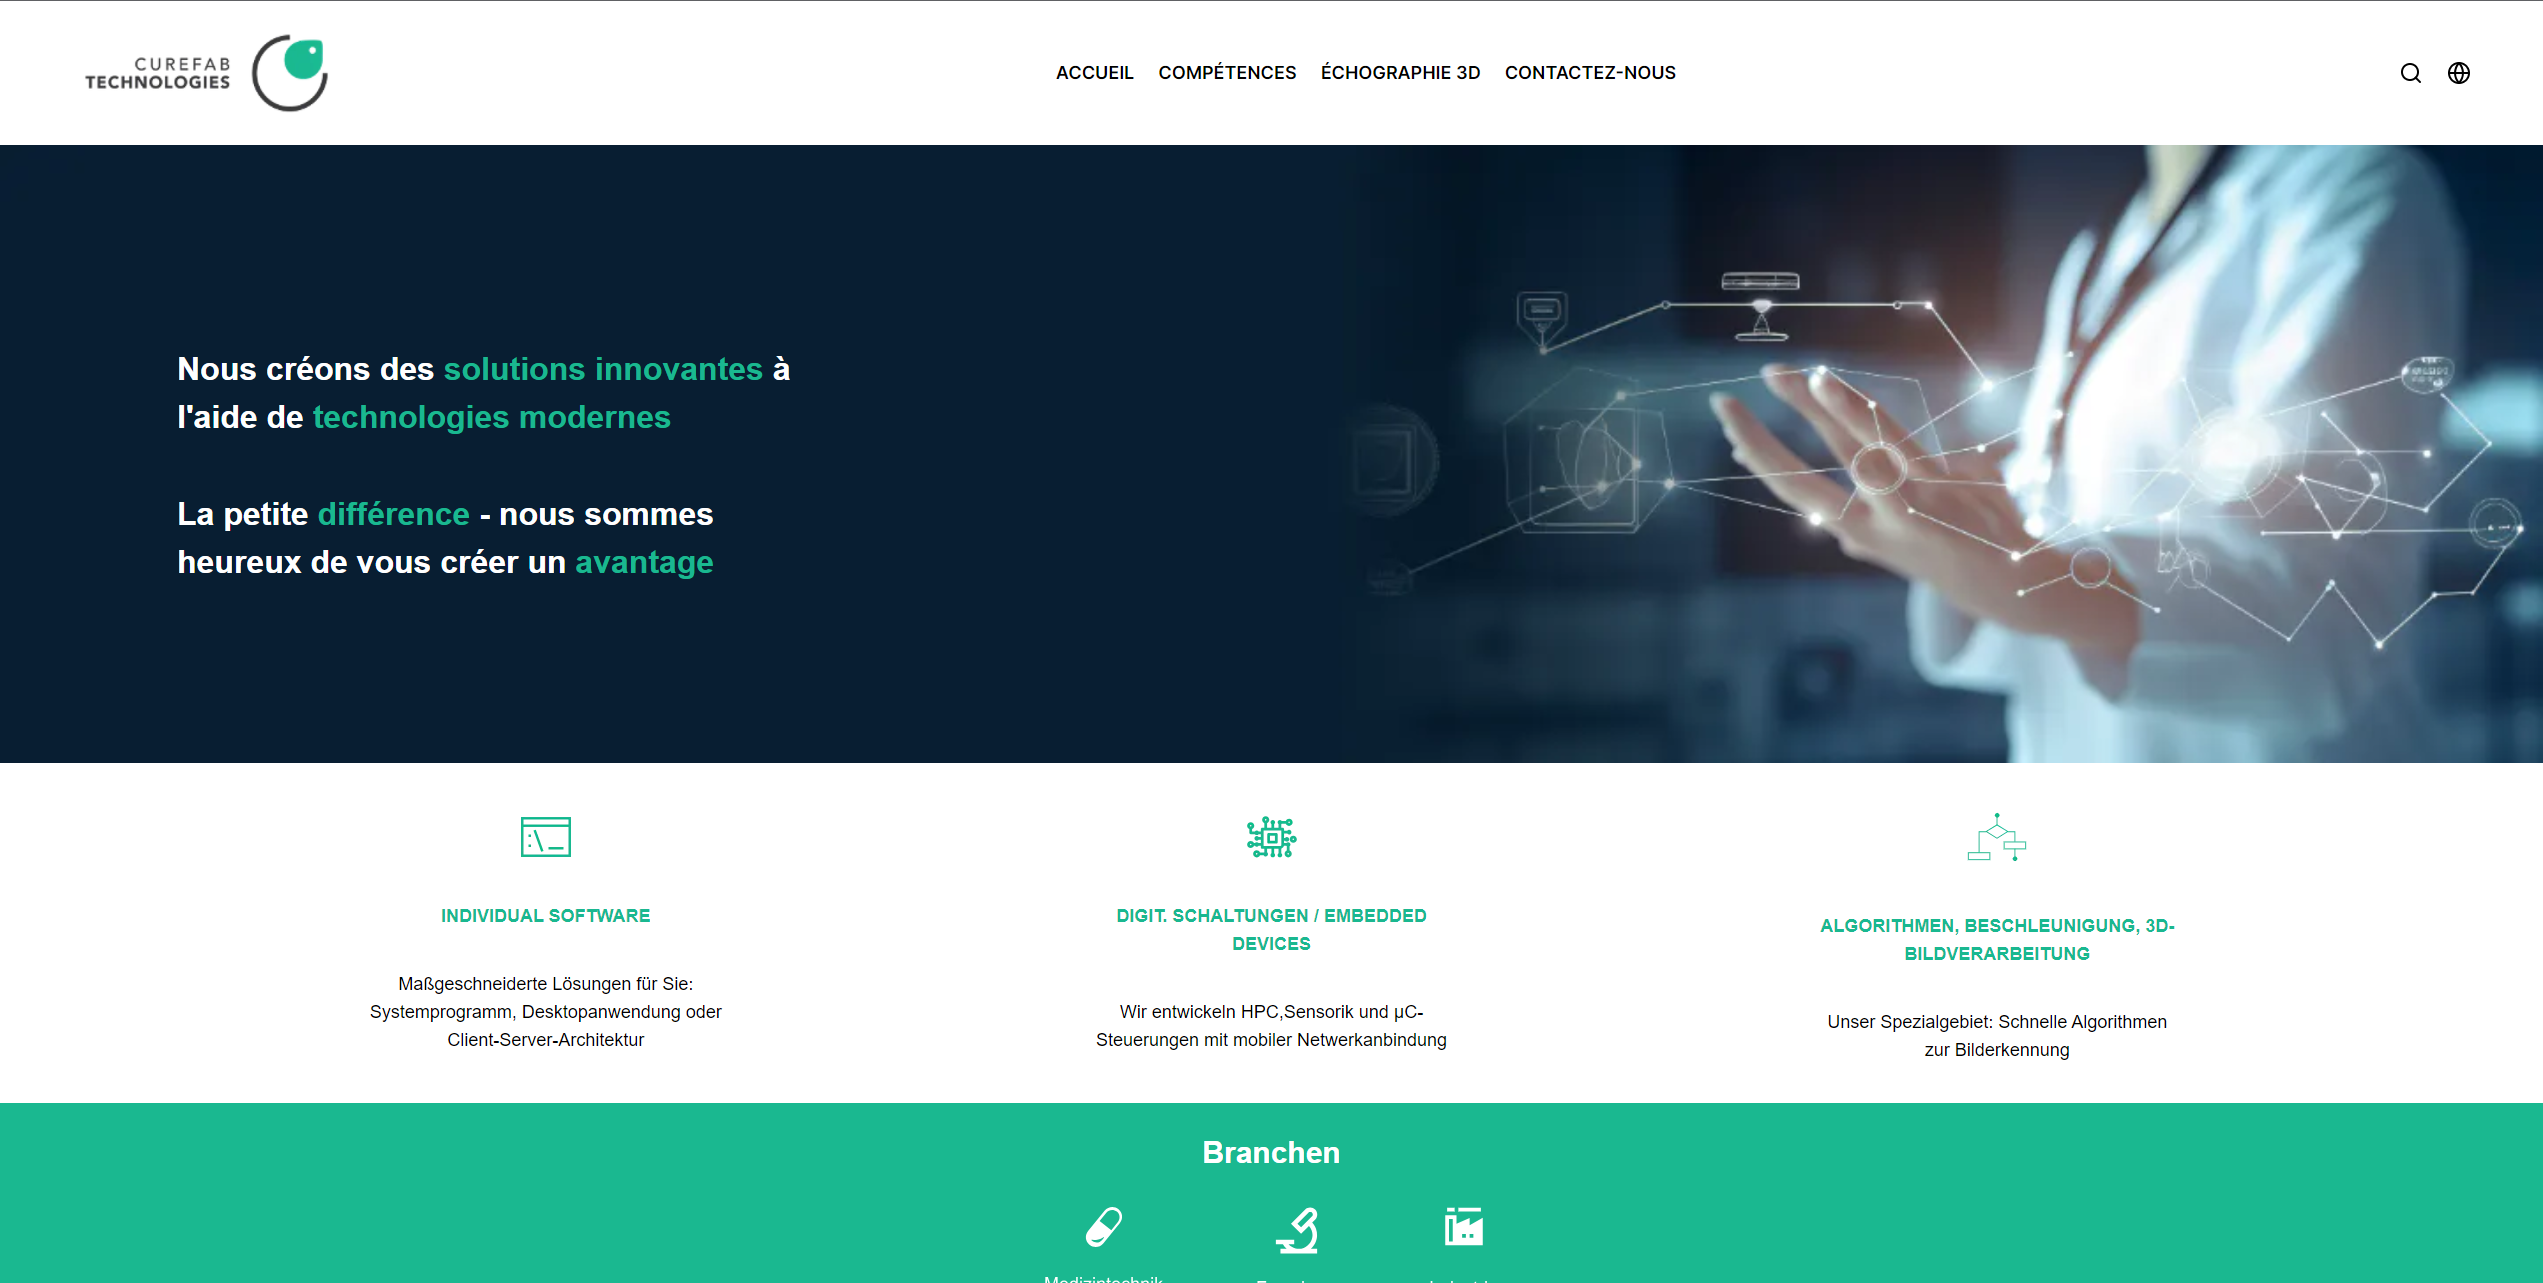 CUREFAB
TECHNOLOGIES
ACCUEIL COMPÉTENCES ÉCHOGRAPHIE 3D CONTACTEZ-NOUS
Nous créons des solutions innovantes à
l'aide de technologies modernes
La petite différence - nous sommes
heureux de vous créer un avantage
INDIVIDUAL SOFTWARE
Maßgeschneiderte Lösungen für Sie:
Systemprogramm, Desktopanwendung oder
Client-Server-Architektur
DIGIT. SCHALTUNGEN / EMBEDDED
DEVICES
Wir entwickeln HPC,Sensorik und µC-
Steuerungen mit mobiler Netwerkanbindung
ALGORITHMEN, BESCHLEUNIGUNG, 3D-
BILDVERARBEITUNG
Unser Spezialgebiet: Schnelle Algorithmen
zur Bilderkennung
Branchen
Medizintechnik